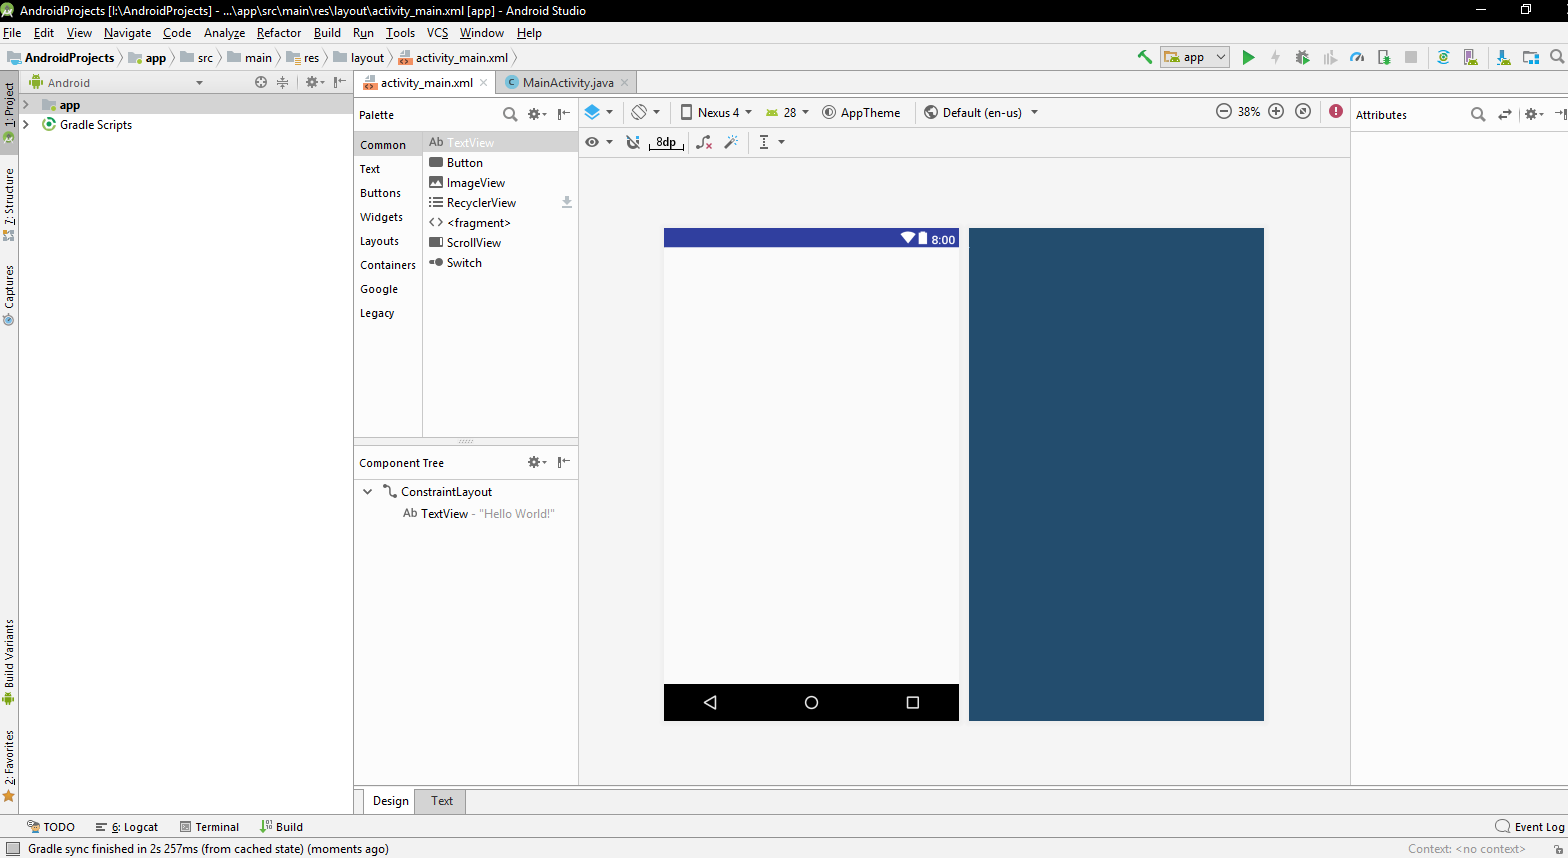 AndroidProjects [I:\AndroidProjects] - ...\app\src\main\res\layout\activity_main.xml [app] - Android Studio
File Edit View Navigate Code Analyze Refactor Build Run Tools VCS Window Help
AndroidProjects app src main res layout activity_main.xml
app
1: Project
7: Structure
Captures
Build Variants
2: Favorites
Android
app
Gradle Scripts
activity_main.xml
MainActivity.java
Palette
Common
Text
Buttons
Widgets
Layouts
Containers
Google
Legacy
Ab TextView
Button
ImageView
RecyclerView
<fragment>
ScrollView
Switch
Component Tree
ConstraintLayout
Ab TextView - "Hello World!"
Nexus 4 28 AppTheme Default (en-us) 38%
8dp
8:00
Attributes
Design Text
TODO 6: Logcat Terminal Build Event Log
Gradle sync finished in 2s 257ms (from cached state) (moments ago) Context: <no context>